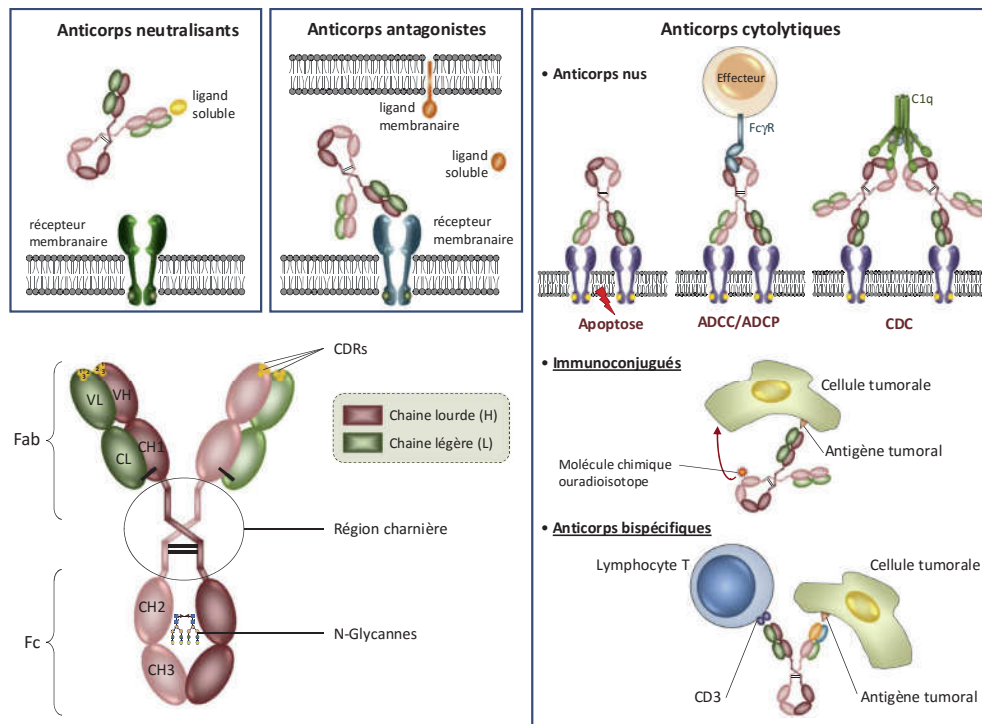 Anticorps neutralisants
ligand
soluble
récepteur
membranaire
Anticorps antagonistes
ligand
membranaire
ligand
soluble
récepteur
membranaire
Anticorps cytolytiques
• Anticorps nus
Effecteur
FcγR
C1q
Apoptose
ADCC/ADCP
CDC
• Immunoconjugués
Cellule tumorale
Antigène tumoral
Molécule chimique
ouradioisotope
• Anticorps bispécifiques
Lymphocyte T
Cellule tumorale
CD3
Antigène tumoral
CDRs
VL
VH
CL
CH1
Fab
Chaine lourde (H)
Chaine légère (L)
Région charnière
Fc
CH2
CH3
N-Glycannes